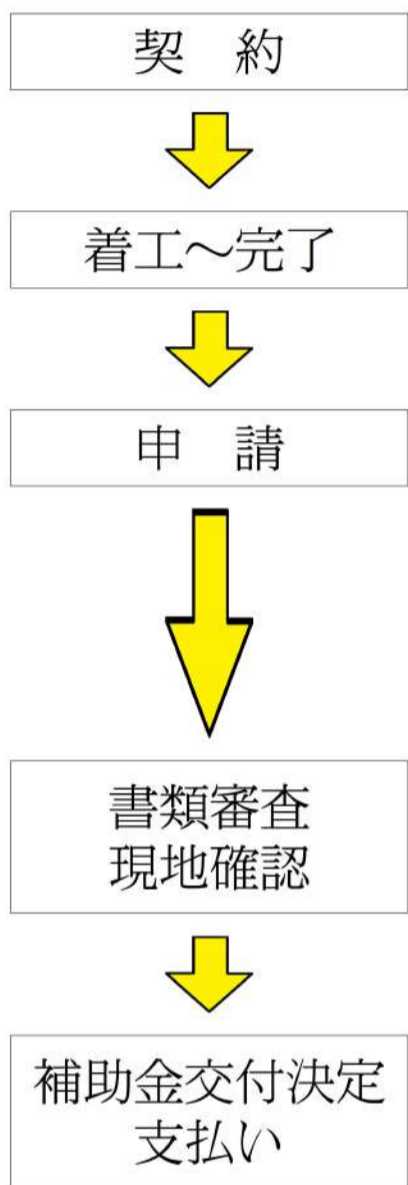 契　約
着工～完了
申　請
書類審査
現地確認
補助金交付決定
支払い